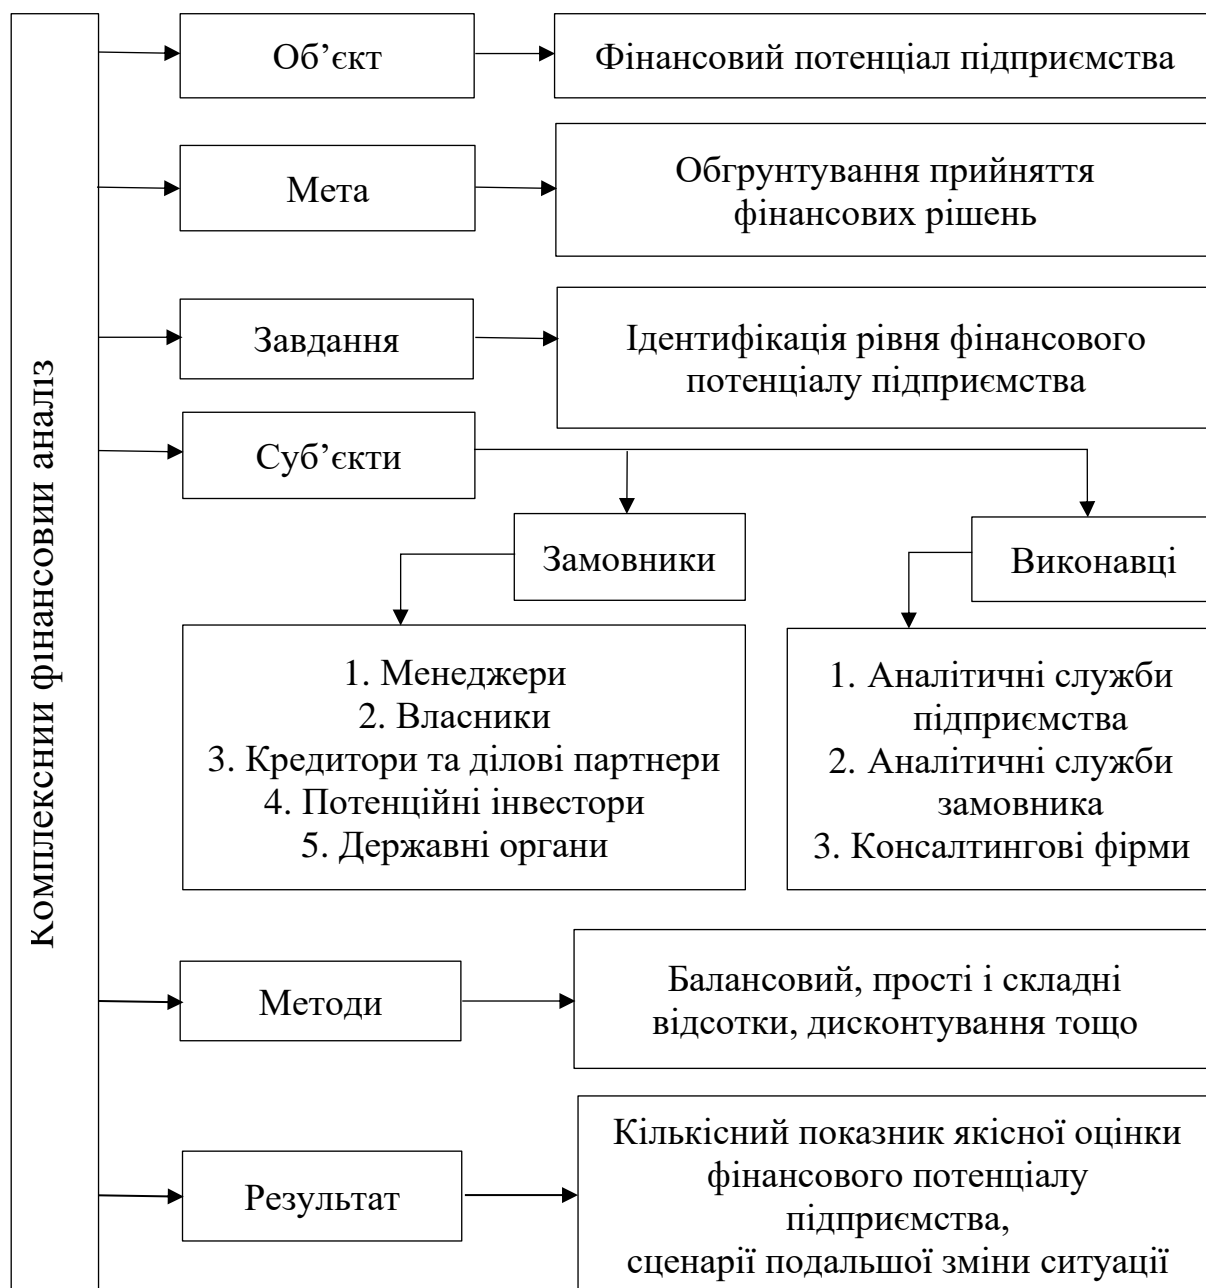 Комплексний фінансовий аналіз
Об’єкт
Фінансовий потенціал підприємства
Мета
Обгрунтування прийняття
фінансових рішень
Завдання
Ідентифікація рівня фінансового
потенціалу підприємства
Суб’єкти
Замовники
Виконавці
1. Менеджери
2. Власники
3. Кредитори та ділові партнери
4. Потенційні інвестори
5. Державні органи
1. Аналітичні служби
підприємства
2. Аналітичні служби
замовника
3. Консалтингові фірми
Методи
Балансовий, прості і складні
відсотки, дисконтування тощо
Результат
Кількісний показник якісної оцінки
фінансового потенціалу
підприємства,
сценарії подальшої зміни ситуації